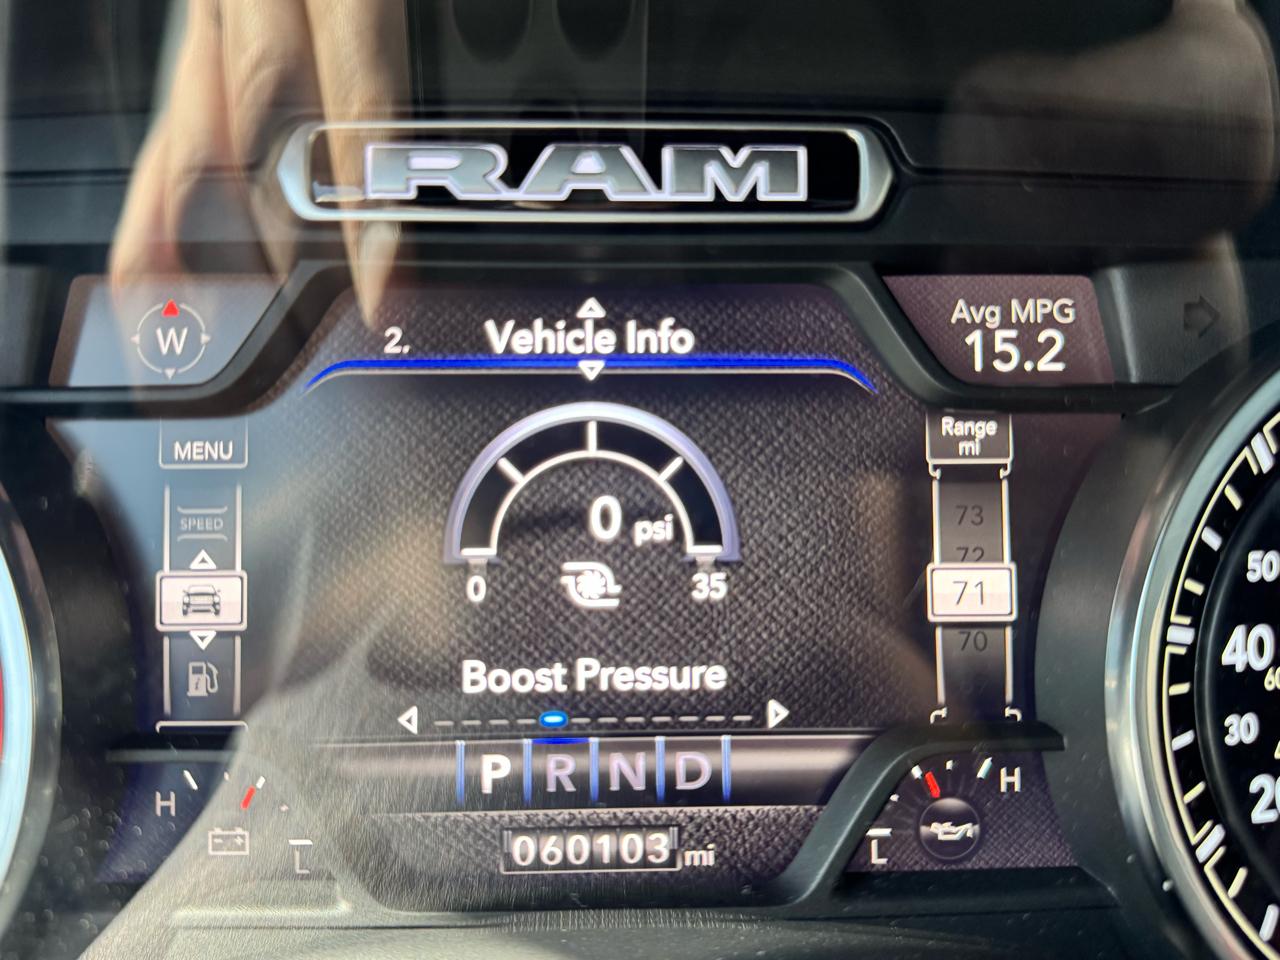 RAM
W
2. Vehicle Info
Avg MPG
15.2
MENU
SPEED
Range
mi
73
72
71
70
0 psi
0
35
Boost Pressure
P R N D
H
L
060103 mi
H
L
50
40
30